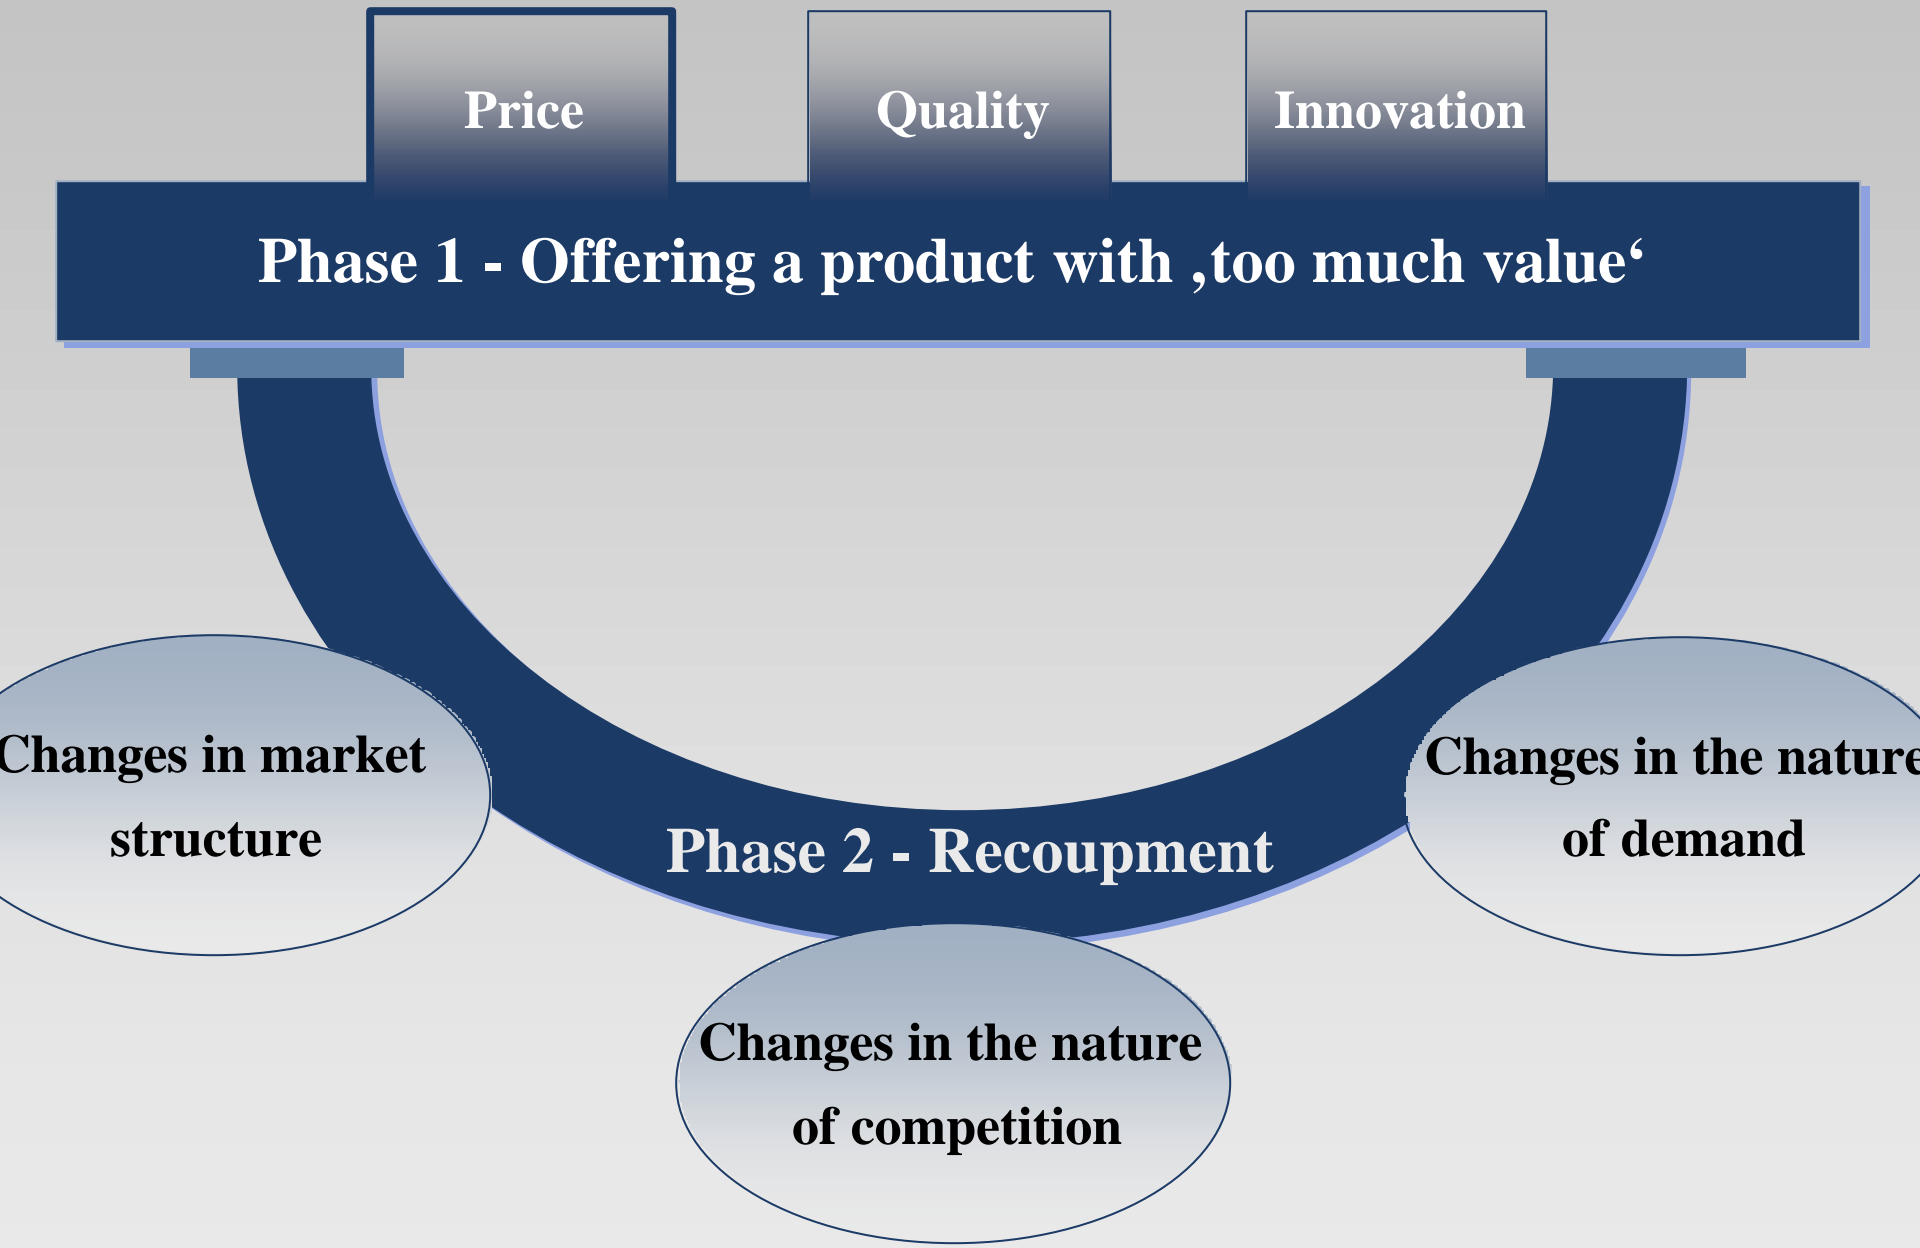 Price
Quality
Innovation
Phase 1 - Offering a product with ‚too much value‘
Changes in market
structure
Changes in the nature
of demand
Phase 2 - Recoupment
Changes in the nature
of competition